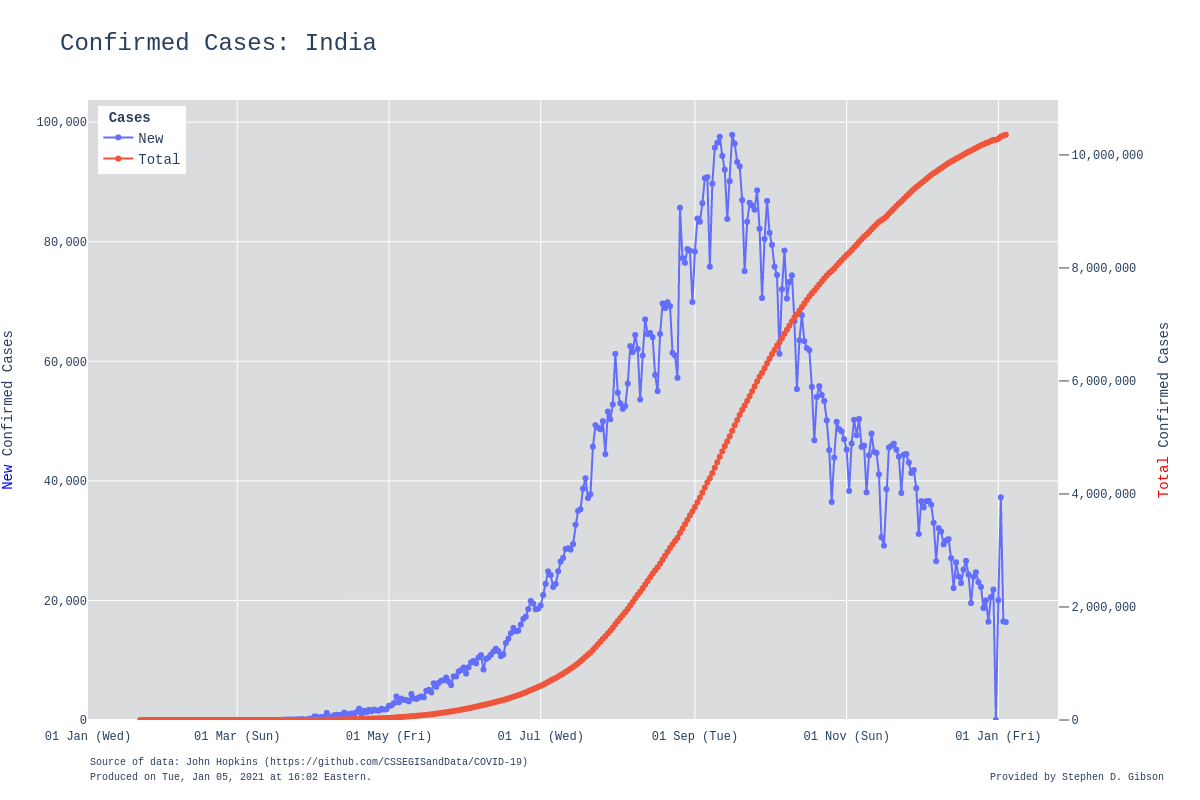 Confirmed Cases: India
Cases
New
Total
100,000
80,000
60,000
40,000
20,000
0
10,000,000
8,000,000
6,000,000
4,000,000
2,000,000
0
New Confirmed Cases
Total Confirmed Cases
01 Jan (Wed) 01 Mar (Sun) 01 May (Fri) 01 Jul (Wed) 01 Sep (Tue) 01 Nov (Sun) 01 Jan (Fri)
Source of data: John Hopkins (https://github.com/CSSEGISandData/COVID-19)
Produced on Tue, Jan 05, 2021 at 16:02 Eastern.
Provided by Stephen D. Gibson